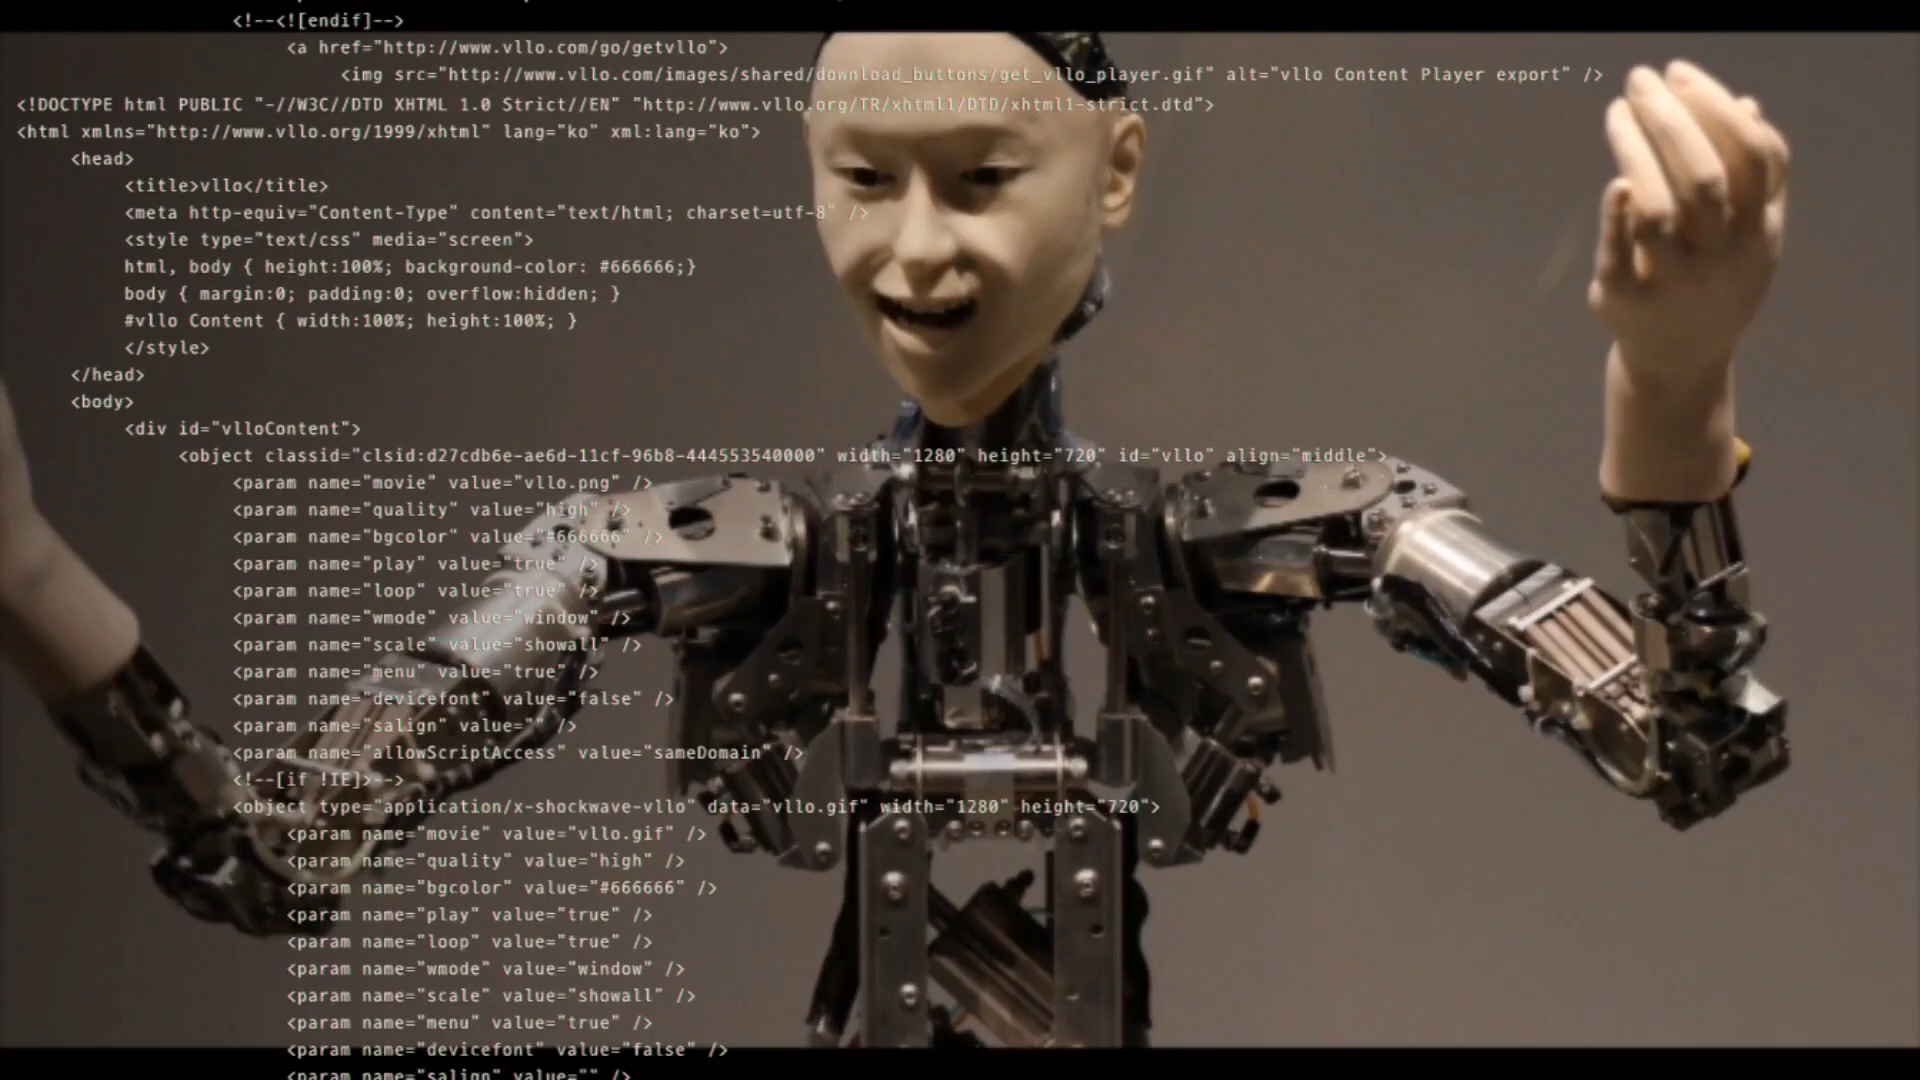 <!--<![endif]-->
<a href="http://www.vllo.com/go/getvllo">
<img src="http://www.vllo.com/images/shared/download_buttons/get_vllo_player.gif" alt="vllo Content Player export" />
<!DOCTYPE html PUBLIC "-//W3C//DTD XHTML 1.0 Strict//EN" "http://www.vllo.org/TR/xhtml1/DTD/xhtml1-strict.dtd">
<html xmlns="http://www.vllo.org/1999/xhtml" lang="ko" xml:lang="ko">
<head>
<title>vllo</title>
<meta http-equiv="Content-Type" content="text/html; charset=utf-8" />
<style type="text/css" media="screen">
html, body { height:100%; background-color: #666666;}
body { margin:0; padding:0; overflow:hidden; }
#vllo Content { width:100%; height:100%; }
</style>
</head>
<body>
<div id="vlloContent">
<object classid="clsid:d27cdb6e-ae6d-11cf-96b8-444553540000" width="1280" height="720" id="vllo" align="middle">
<param name="movie" value="vllo.png" />
<param name="quality" value="high" />
<param name="bgcolor" value="#666666" />
<param name="play" value="true" />
<param name="loop" value="true" />
<param name="wmode" value="window" />
<param name="scale" value="showall" />
<param name="menu" value="true" />
<param name="devicefont" value="false" />
<param name="salign" value="" />
<param name="allowScriptAccess" value="sameDomain" />
<!--[if !IE]>-->
<object type="application/x-shockwave-vllo" data="vllo.gif" width="1280" height="720">
<param name="movie" value="vllo.gif" />
<param name="quality" value="high" />
<param name="bgcolor" value="#666666" />
<param name="play" value="true" />
<param name="loop" value="true" />
<param name="wmode" value="window" />
<param name="scale" value="showall" />
<param name="menu" value="true" />
<param name="devicefont" value="false" />
<param name="salign" value="" />